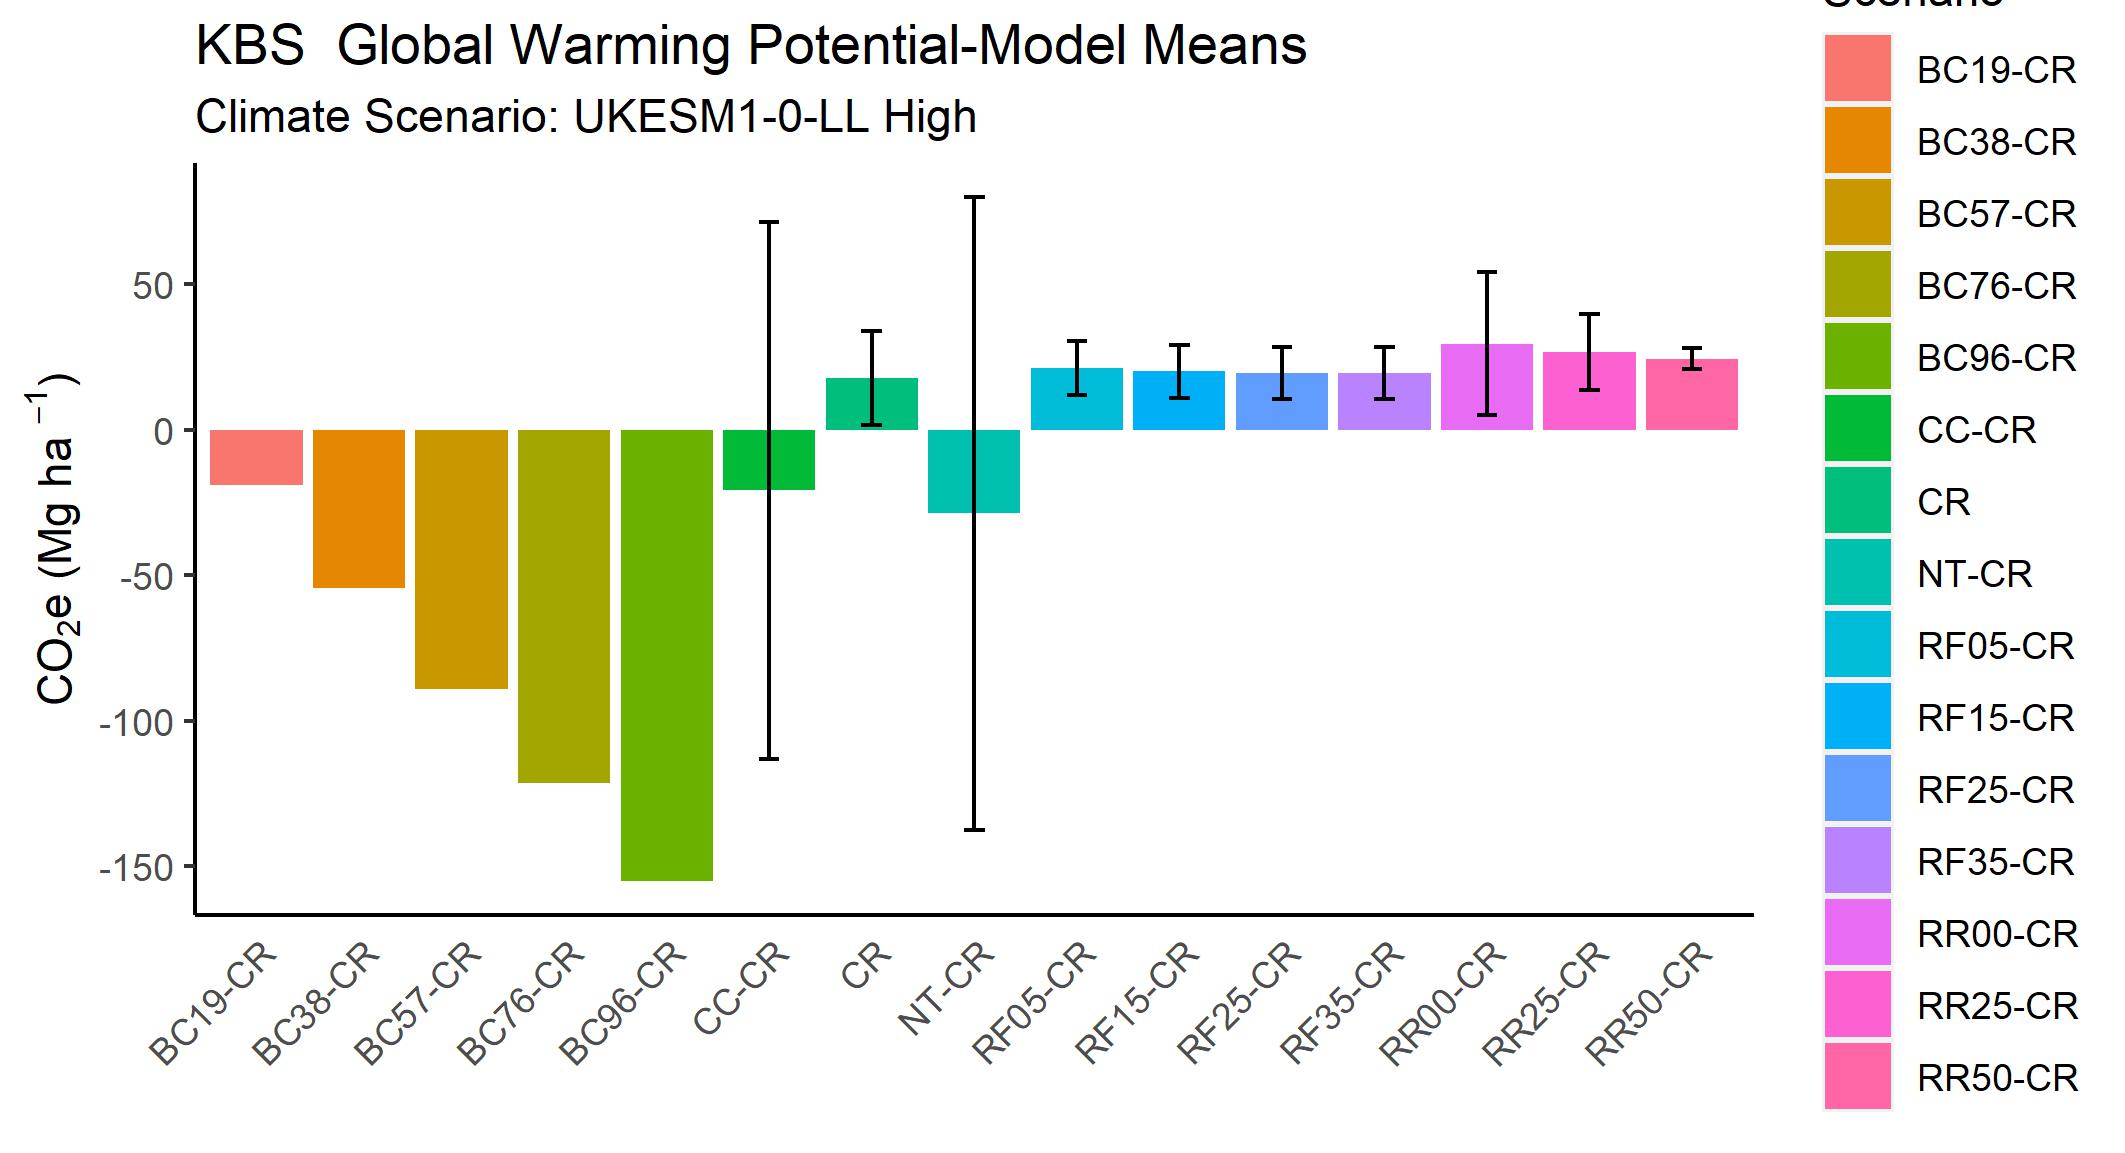 KBS  Global Warming Potential-Model Means
Climate Scenario: UKESM1-0-LL High
CO₂e (Mg ha ⁻¹)
50
0
-50
-100
-150
BC19-CR
BC38-CR
BC57-CR
BC76-CR
BC96-CR
CC-CR
CR
NT-CR
RF05-CR
RF15-CR
RF25-CR
RF35-CR
RR00-CR
RR25-CR
RR50-CR
Scenario
BC19-CR
BC38-CR
BC57-CR
BC76-CR
BC96-CR
CC-CR
CR
NT-CR
RF05-CR
RF15-CR
RF25-CR
RF35-CR
RR00-CR
RR25-CR
RR50-CR